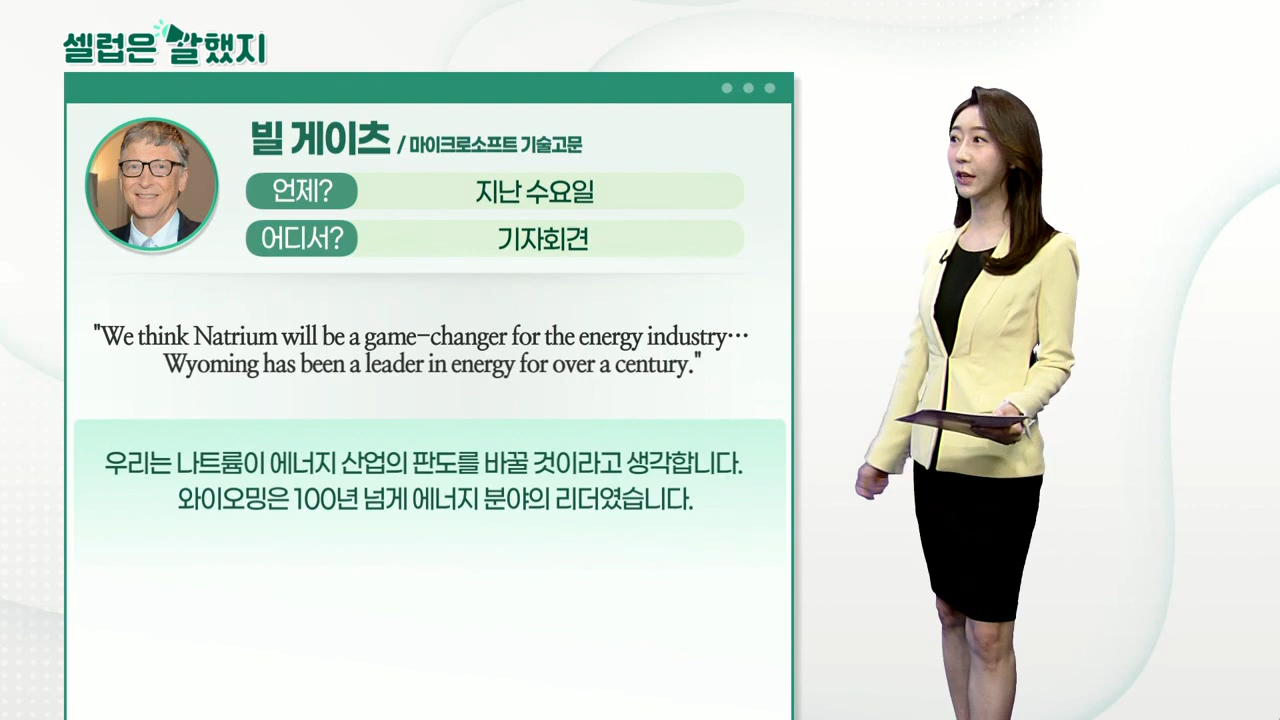 셀럽은 말했지
빌 게이츠 / 마이크로소프트 기술고문
언제? 지난 수요일
어디서? 기자회견
"We think Natrium will be a game-changer for the energy industry…
Wyoming has been a leader in energy for over a century."
우리는 나트륨이 에너지 산업의 판도를 바꿀 것이라고 생각합니다.
와이오밍은 100년 넘게 에너지 분야의 리더였습니다.